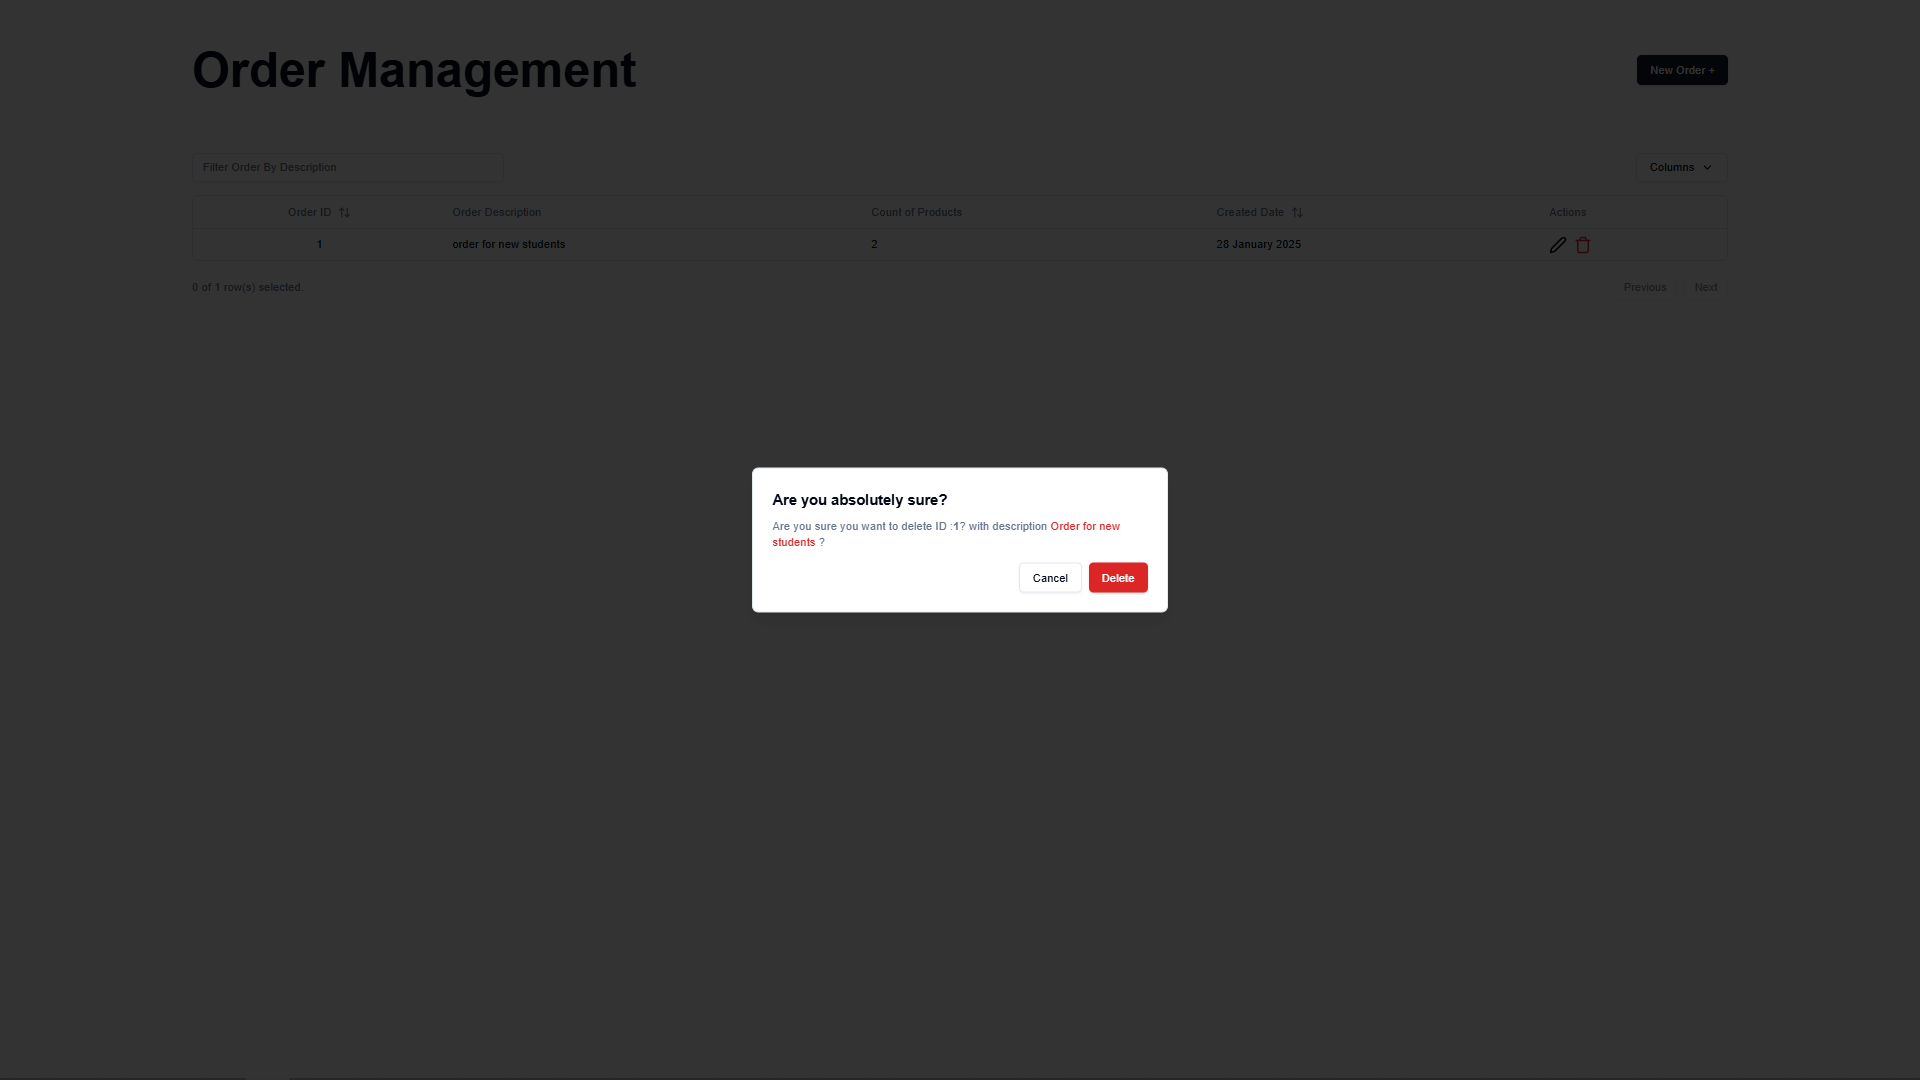 Order Management
New Order +
Filter Order By Description
Columns
Order ID Order Description Count of Products Created Date Actions
1 order for new students 2 28 January 2025
0 of 1 row(s) selected.
Previous Next
Are you absolutely sure?
Are you sure you want to delete ID :1? with description Order for new
students ?
Cancel Delete